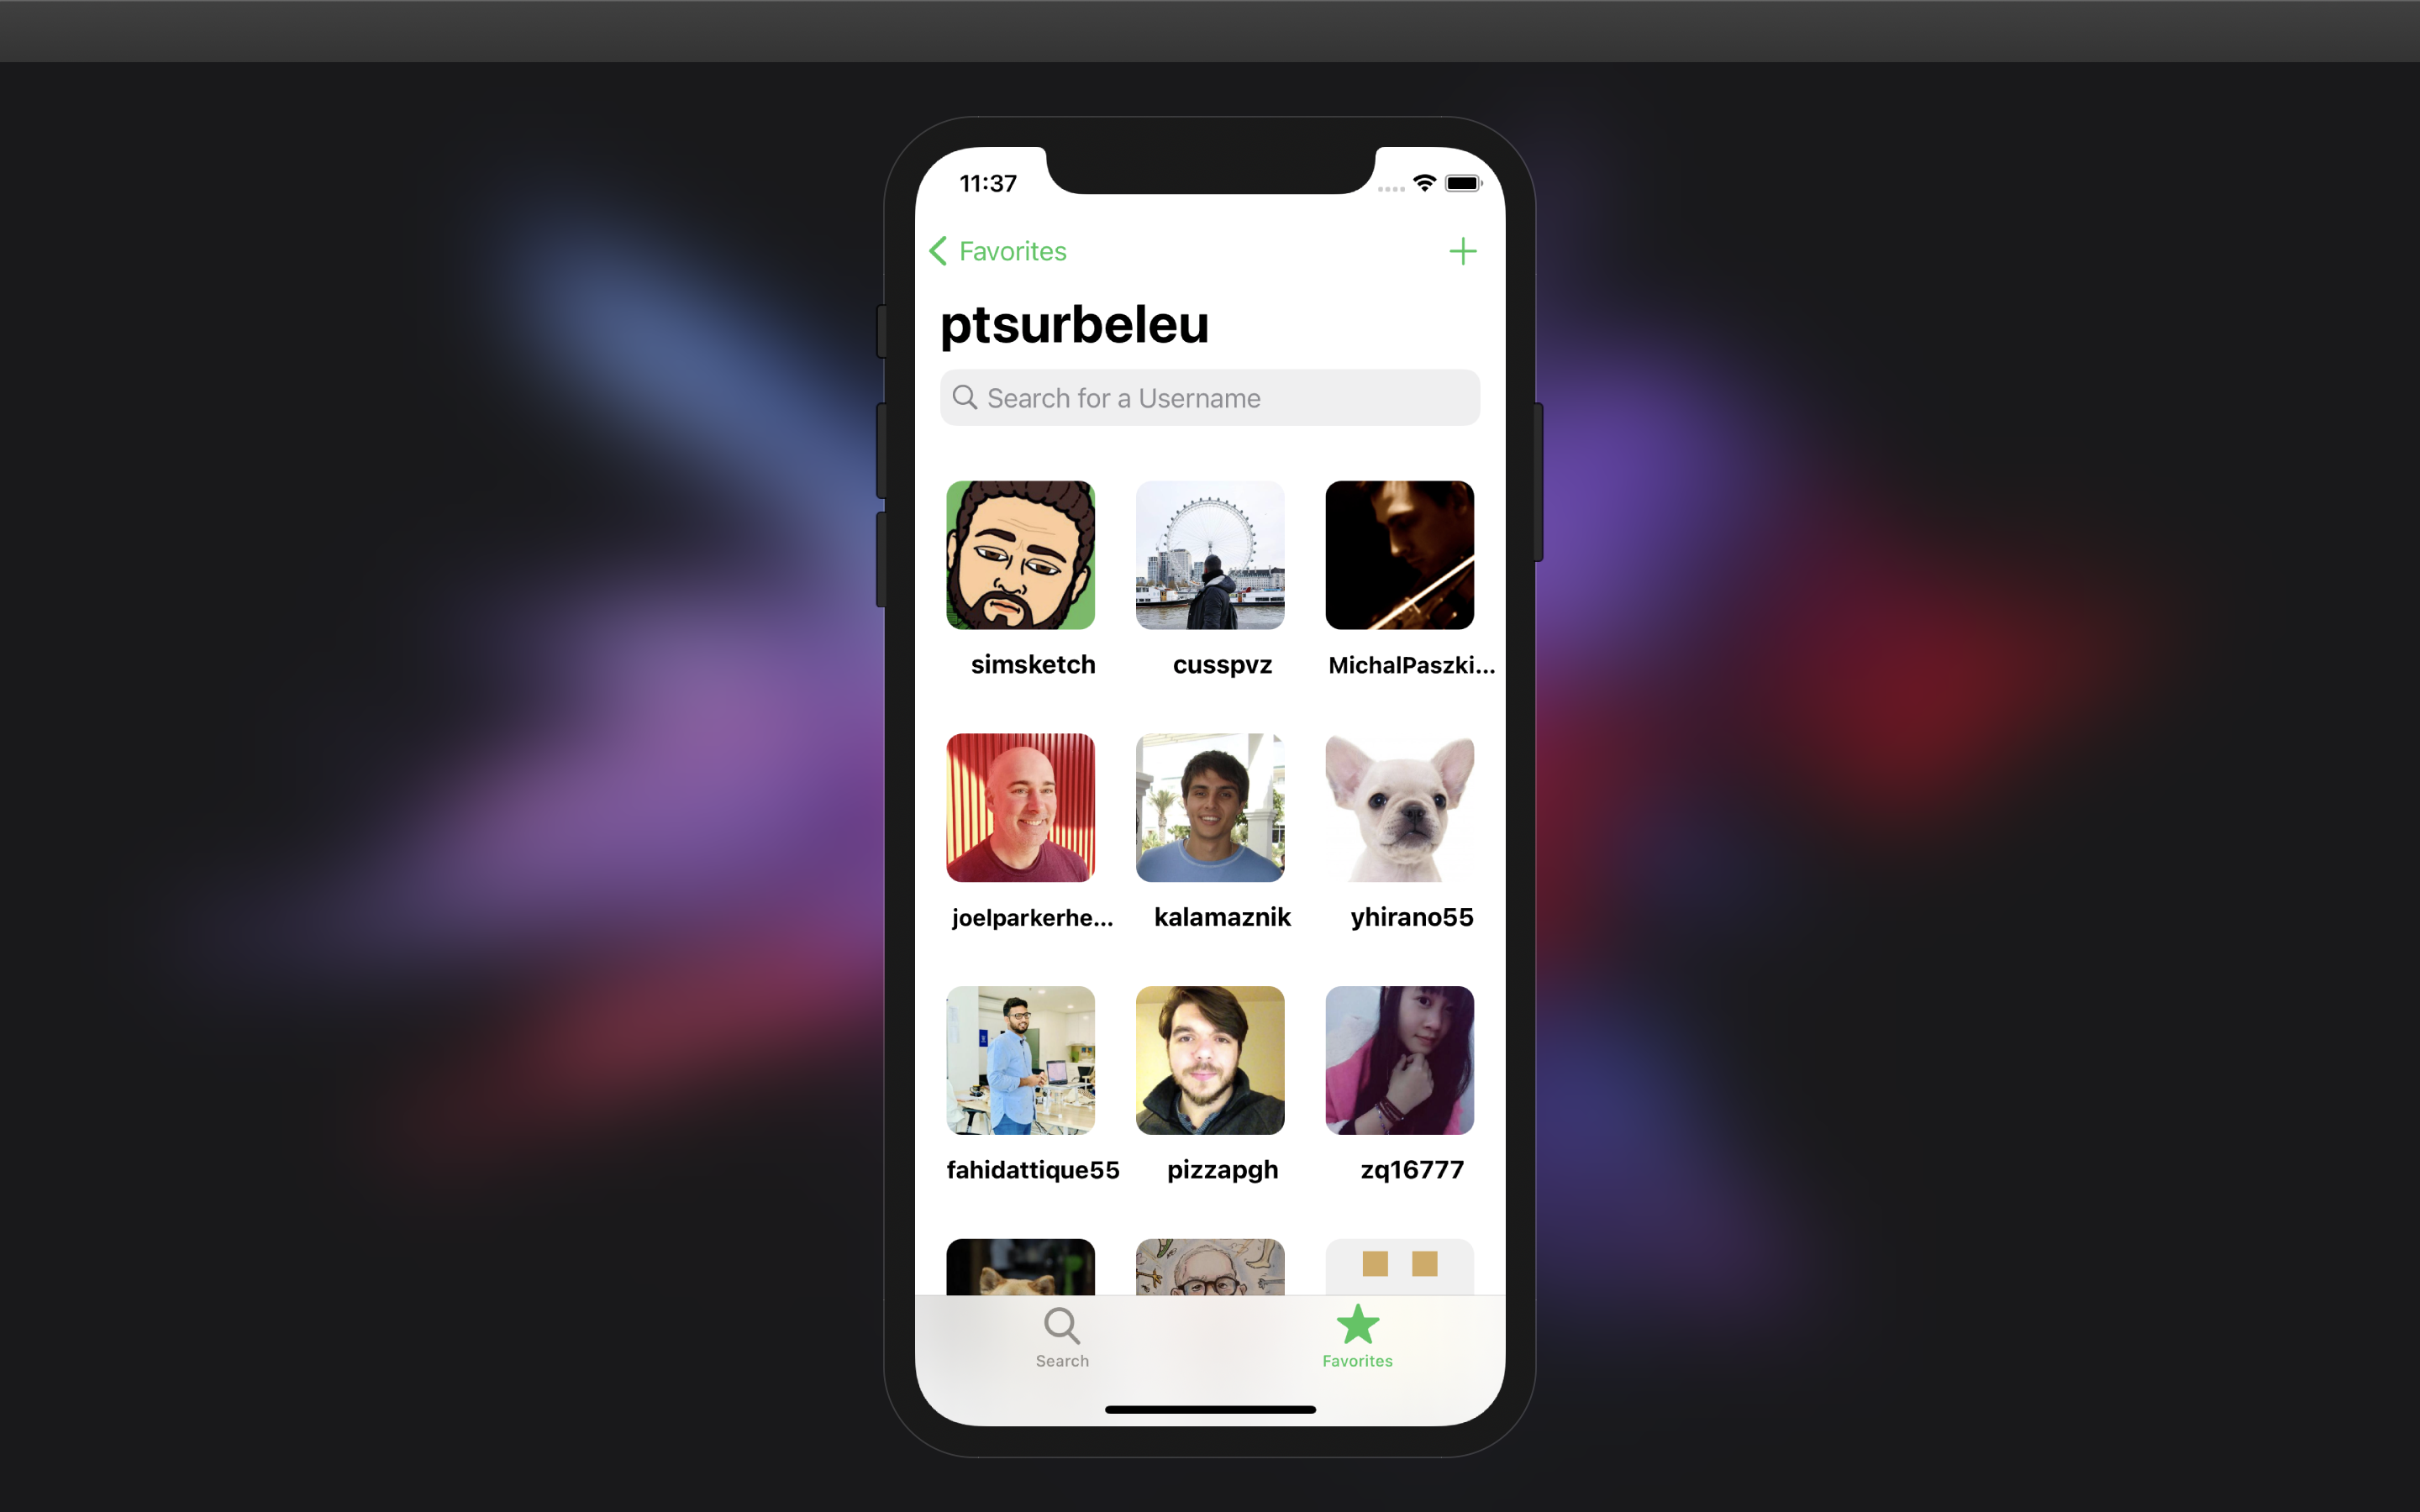 11:37
Favorites
ptsurbeleu
Search for a Username
simsketch cusspvz MichalPaszki...
joelparkerhe... kalamaznik yhirano55
fahidattique55 pizzapgh zq16777
Search Favorites